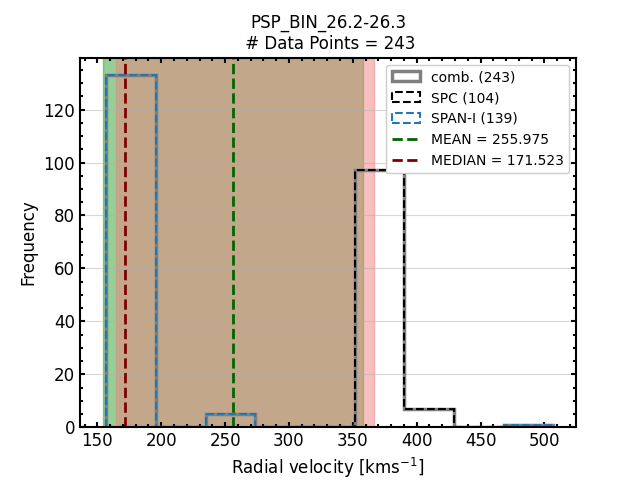 PSP_BIN_26.2-26.3
# Data Points = 243
comb. (243)
SPC (104)
SPAN-I (139)
MEAN = 255.975
MEDIAN = 171.523
Frequency
120
100
80
60
40
20
0
150 200 250 300 350 400 450 500
Radial velocity [kms⁻¹]